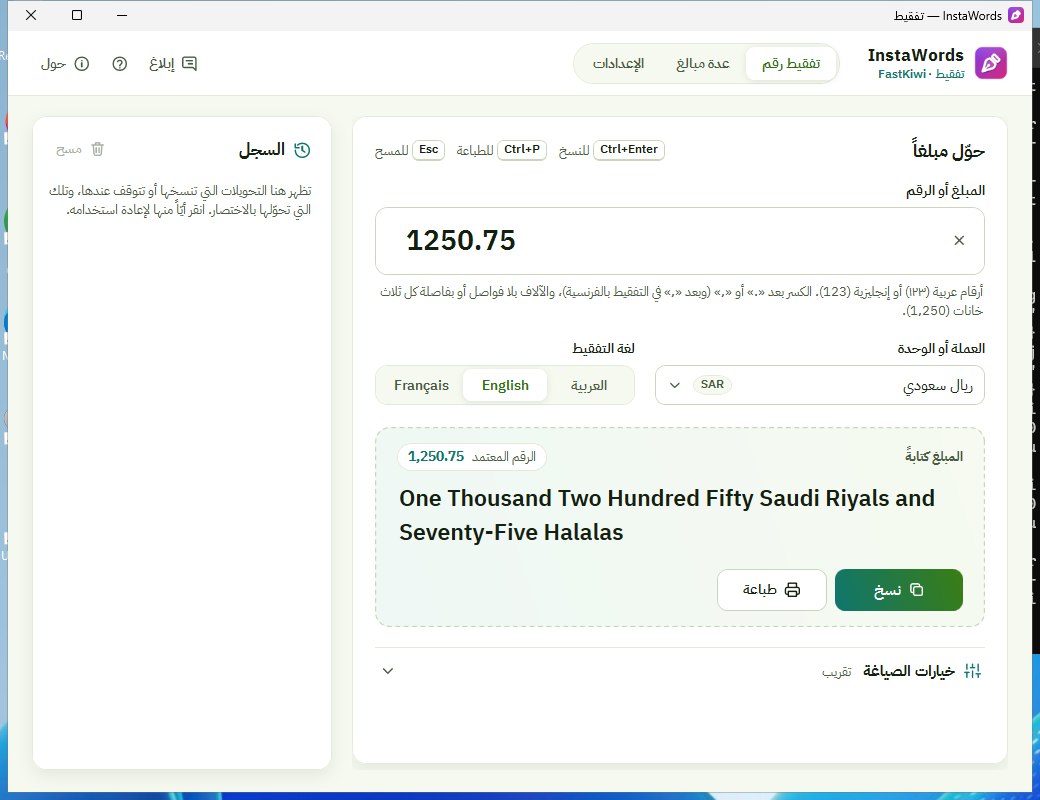 InstaWords — تفقيط
InstaWords
تفقيط · FastKiwi
تفقيط رقم
عدة مبالغ
الإعدادات
إبلاغ
حول
حوّل مبلغاً
Ctrl+Enter للنسخ
Ctrl+P للطباعة
Esc للمسح
المبلغ أو الرقم
1250.75
أرقام عربية (١٢٣) أو إنجليزية (123). الكسر بعد «.» أو «,» (وبعد «,» في التفقيط بالفرنسية)، والآلاف بلا فواصل أو بفاصلة كل ثلاث
خانات (1,250).
العملة أو الوحدة
ريال سعودي SAR
لغة التفقيط
العربية
English
Français
المبلغ كتابةً
الرقم المعتمد 1,250.75
One Thousand Two Hundred Fifty Saudi Riyals and
Seventy-Five Halalas
نسخ
طباعة
خيارات الصياغة تقريب
السجل
مسح
تظهر هنا التحويلات التي تنسخها أو تتوقف عندها، وتلك
التي تحوّلها بالاختصار. انقر أيّاً منها لإعادة استخدامه.